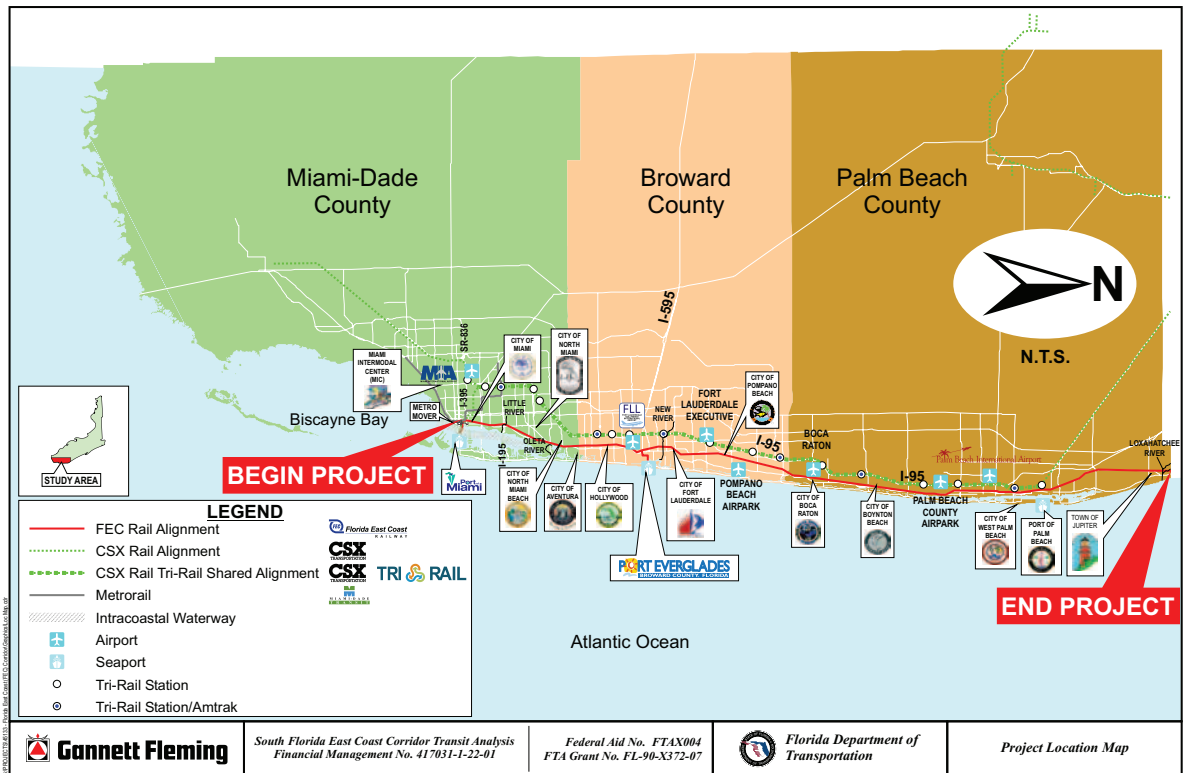 Miami-Dade
County
Broward
County
Palm Beach
County
N
N.T.S.
I-595
SR-836
I-395
I-195
I-95
I-95
MIAMI
INTERMODAL
CENTER
(MIC)
MIA
CITY OF
MIAMI
CITY OF
NORTH
MIAMI
METRO
MOVER
LITTLE
RIVER
OLETA
RIVER
Biscayne Bay
STUDY AREA
BEGIN PROJECT
Port
Miami
CITY OF
NORTH MIAMI
BEACH
CITY OF
AVENTURA
CITY OF
HOLLYWOOD
FLL
NEW
RIVER
FORT
LAUDERDALE
EXECUTIVE
CITY OF
POMPANO
BEACH
CITY OF
FORT
LAUDERDALE
POMPANO
BEACH
AIRPARK
PORT EVERGLADES
BROWARD COUNTY, FLORIDA
BOCA
RATON
CITY OF
BOCA
RATON
CITY OF
BOYNTON
BEACH
Palm Beach International Airport
PALM BEACH
COUNTY
AIRPARK
CITY OF
WEST PALM
BEACH
PORT OF
PALM
BEACH
TOWN OF
JUPITER
LOXAHATCHEE
RIVER
END PROJECT
Atlantic Ocean
LEGEND
FEC Rail Alignment
Florida East Coast
RAILWAY
CSX Rail Alignment
CSX
TRANSPORTATION
CSX Rail Tri-Rail Shared Alignment
CSX
TRANSPORTATION
TRI RAIL
Metrorail
MIAMI-DADE
TRANSIT
Intracoastal Waterway
Airport
Seaport
Tri-Rail Station
Tri-Rail Station/Amtrak
Gannett Fleming
South Florida East Coast Corridor Transit Analysis
Financial Management No. 417031-1-22-01
Federal Aid No. FTAX004
FTA Grant No. FL-90-X372-07
Florida Department of
Transportation
Project Location Map